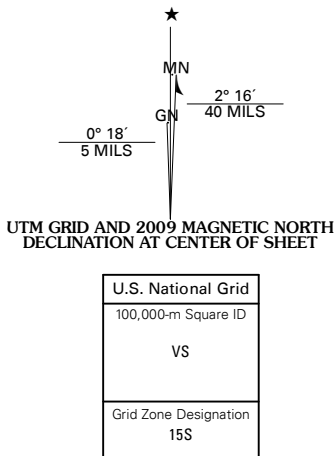 ★
MN
2° 16´
40 MILS
GN
0° 18´
5 MILS
UTM GRID AND 2009 MAGNETIC NORTH
DECLINATION AT CENTER OF SHEET
U.S. National Grid
100,000-m Square ID
VS
Grid Zone Designation
15S